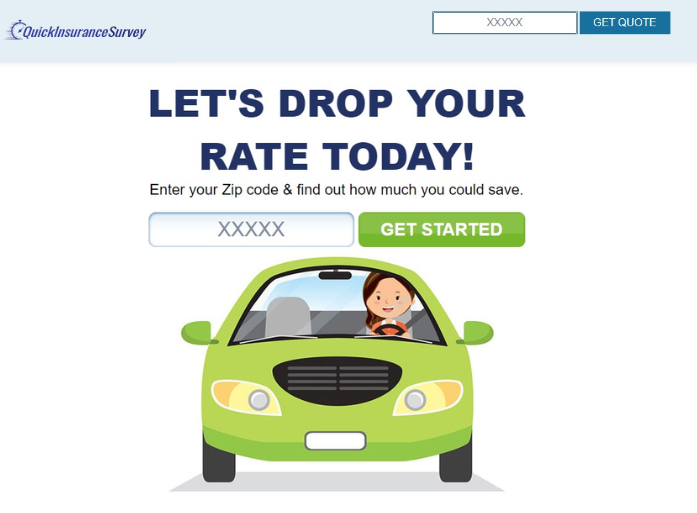 QuickInsuranceSurvey
XXXXX
GET QUOTE
LET'S DROP YOUR
RATE TODAY!
Enter your Zip code & find out how much you could save.
XXXXX
GET STARTED